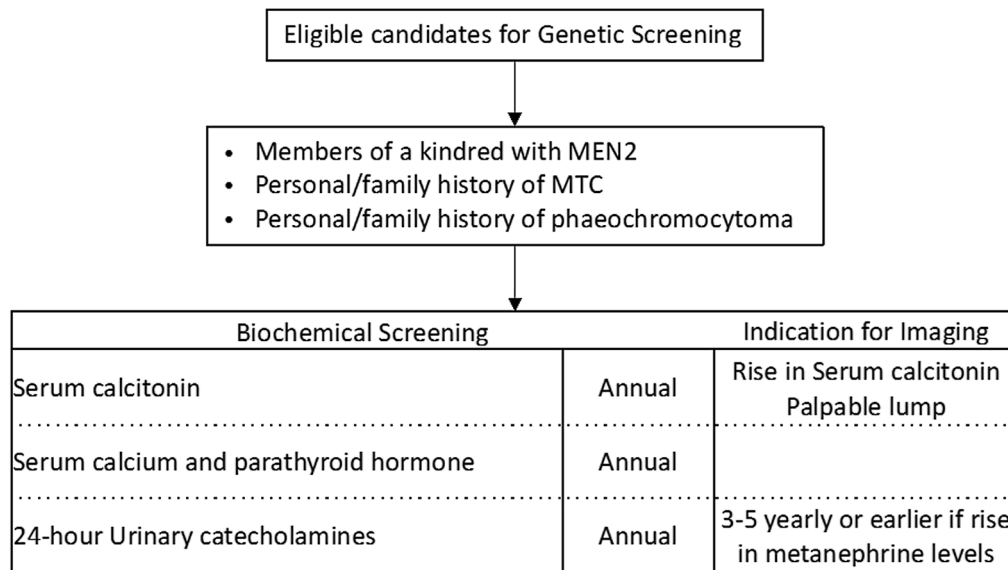 Eligible candidates for Genetic Screening
• Members of a kindred with MEN2
• Personal/family history of MTC
• Personal/family history of phaeochromocytoma
Biochemical Screening Indication for Imaging
Serum calcitonin Annual Rise in Serum calcitonin
Palpable lump
Serum calcium and parathyroid hormone Annual
24-hour Urinary catecholamines Annual 3-5 yearly or earlier if rise
in metanephrine levels